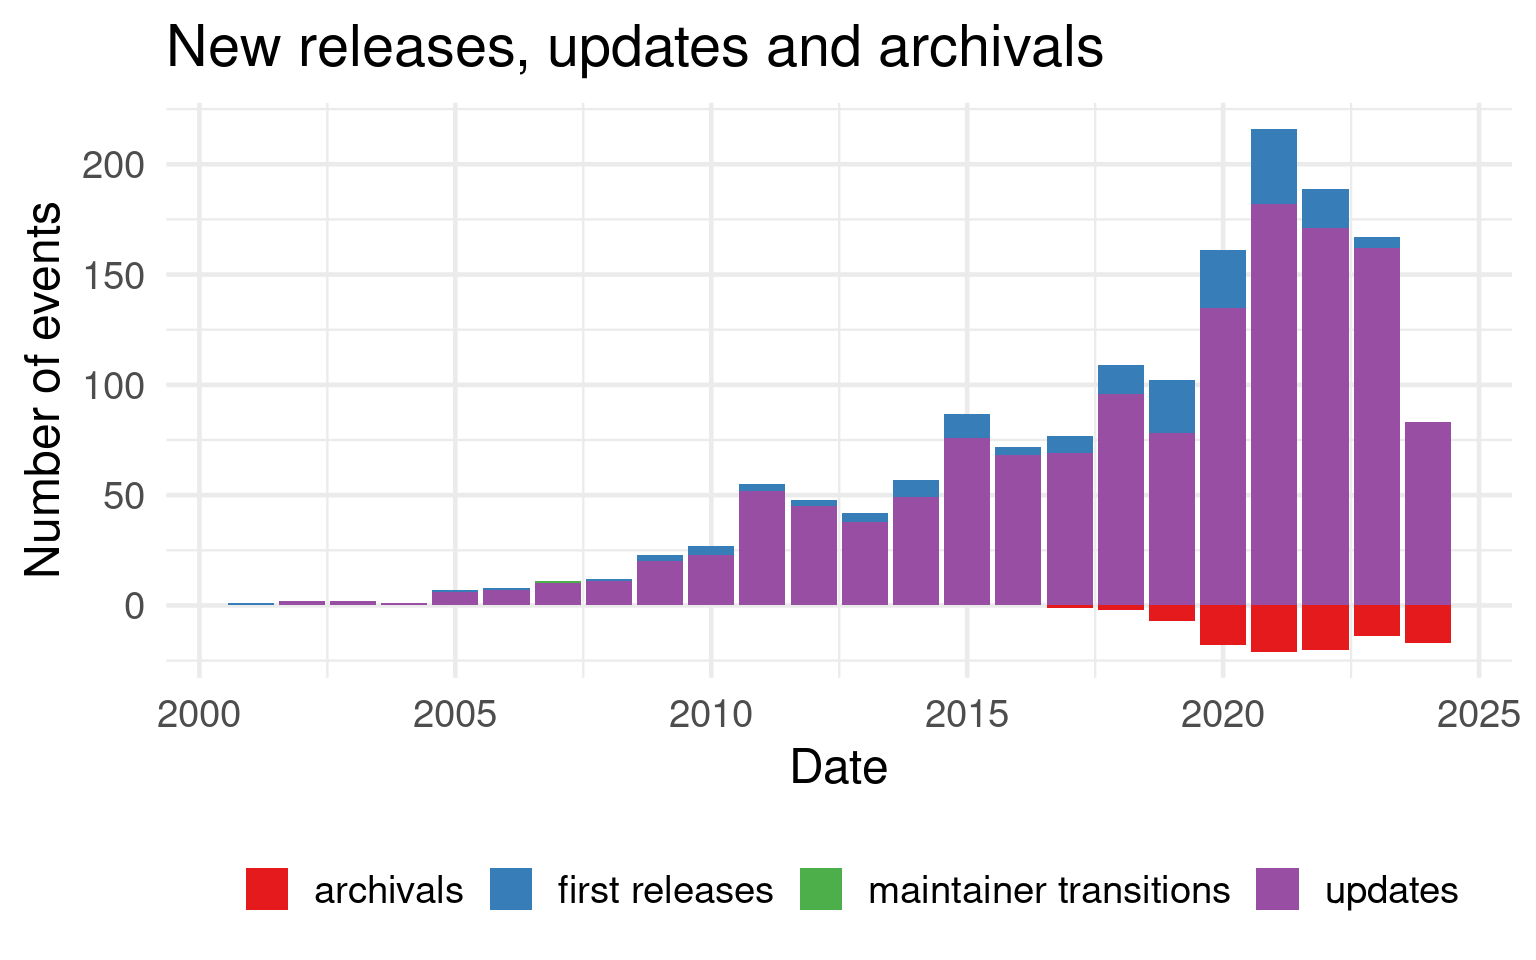 New releases, updates and archivals
Number of events
200
150
100
50
0
2000 2005 2010 2015 2020 2025
Date
archivals first releases maintainer transitions updates